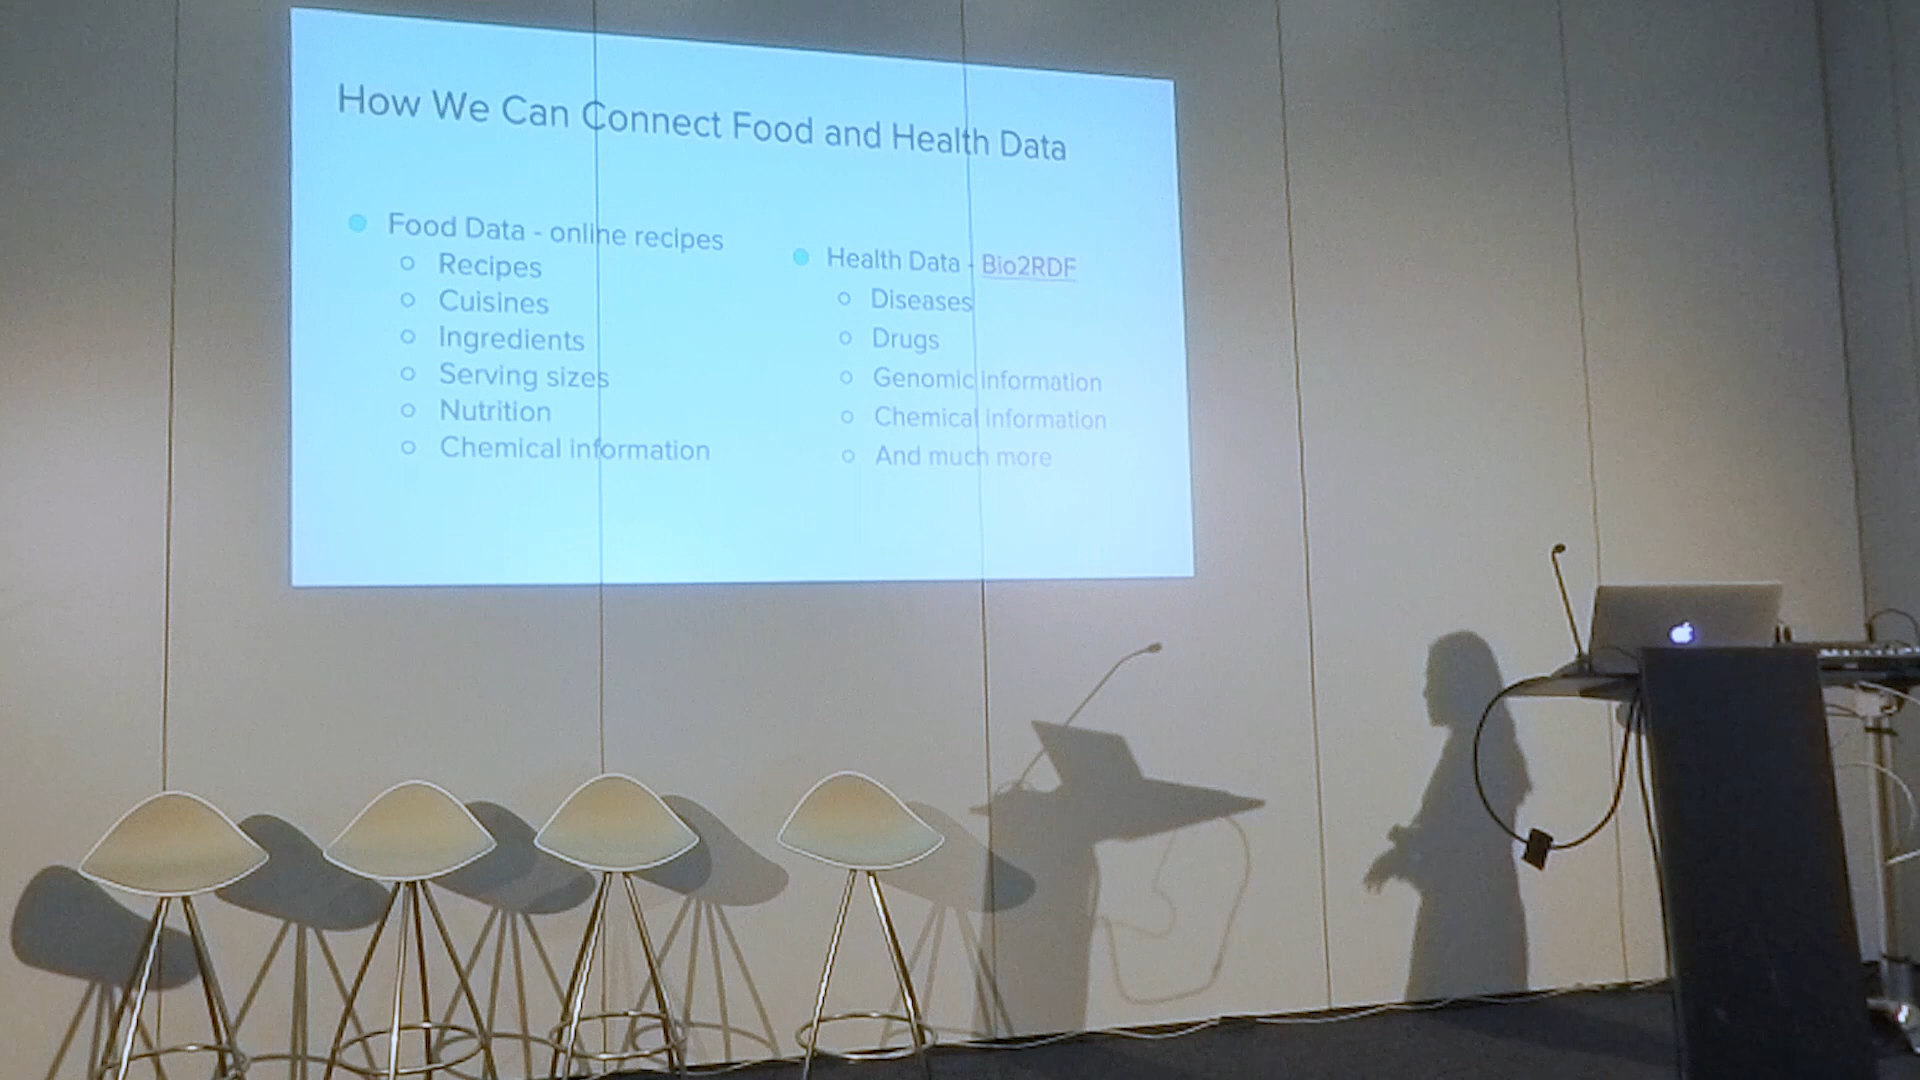 How We Can Connect Food and Health Data
Food Data - online recipes
Recipes
Cuisines
Ingredients
Serving sizes
Nutrition
Chemical information
Health Data - Bio2RDF
Diseases
Drugs
Genomic information
Chemical information
And much more